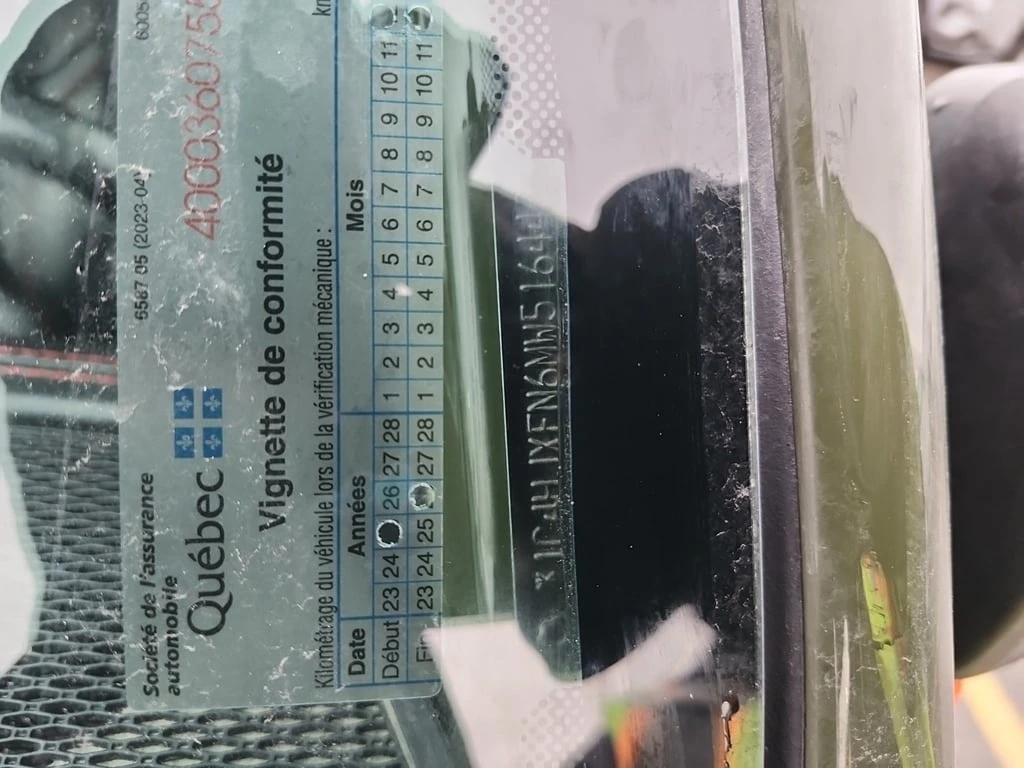 Société de l'assurance
automobile
6587 05 (2023-04)
Québec
Vignette de conformité
Kilométrage du véhicule lors de la vérification mécanique :
Date Années Mois
Début 23 24 26 27 28 1 2 3 4 5 6 7 8 9 10 11
23 24 25 27 28 1 2 3 4 5 6 7 8 9 10 11